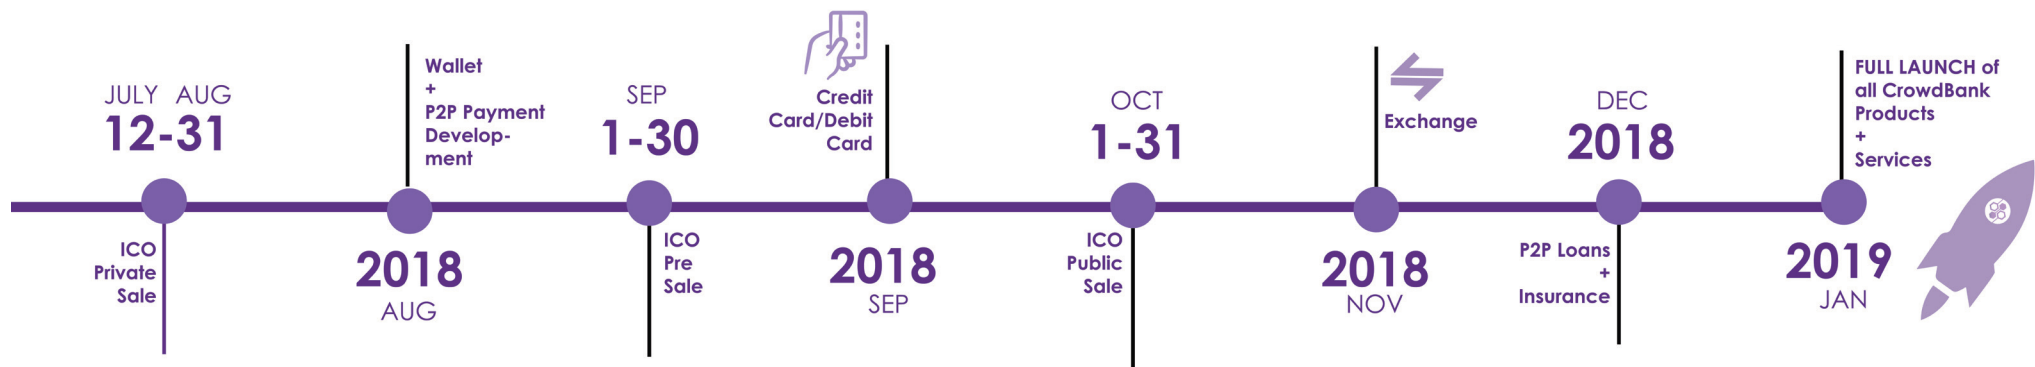 JULY AUG
12-31
ICO
Private
Sale
Wallet
+
P2P Payment
Develop-
ment
2018
AUG
SEP
1-30
ICO
Pre
Sale
Credit
Card/Debit
Card
2018
SEP
OCT
1-31
ICO
Public
Sale
Exchange
2018
NOV
DEC
2018
P2P Loans
+
Insurance
FULL LAUNCH of
all CrowdBank
Products
+
Services
2019
JAN